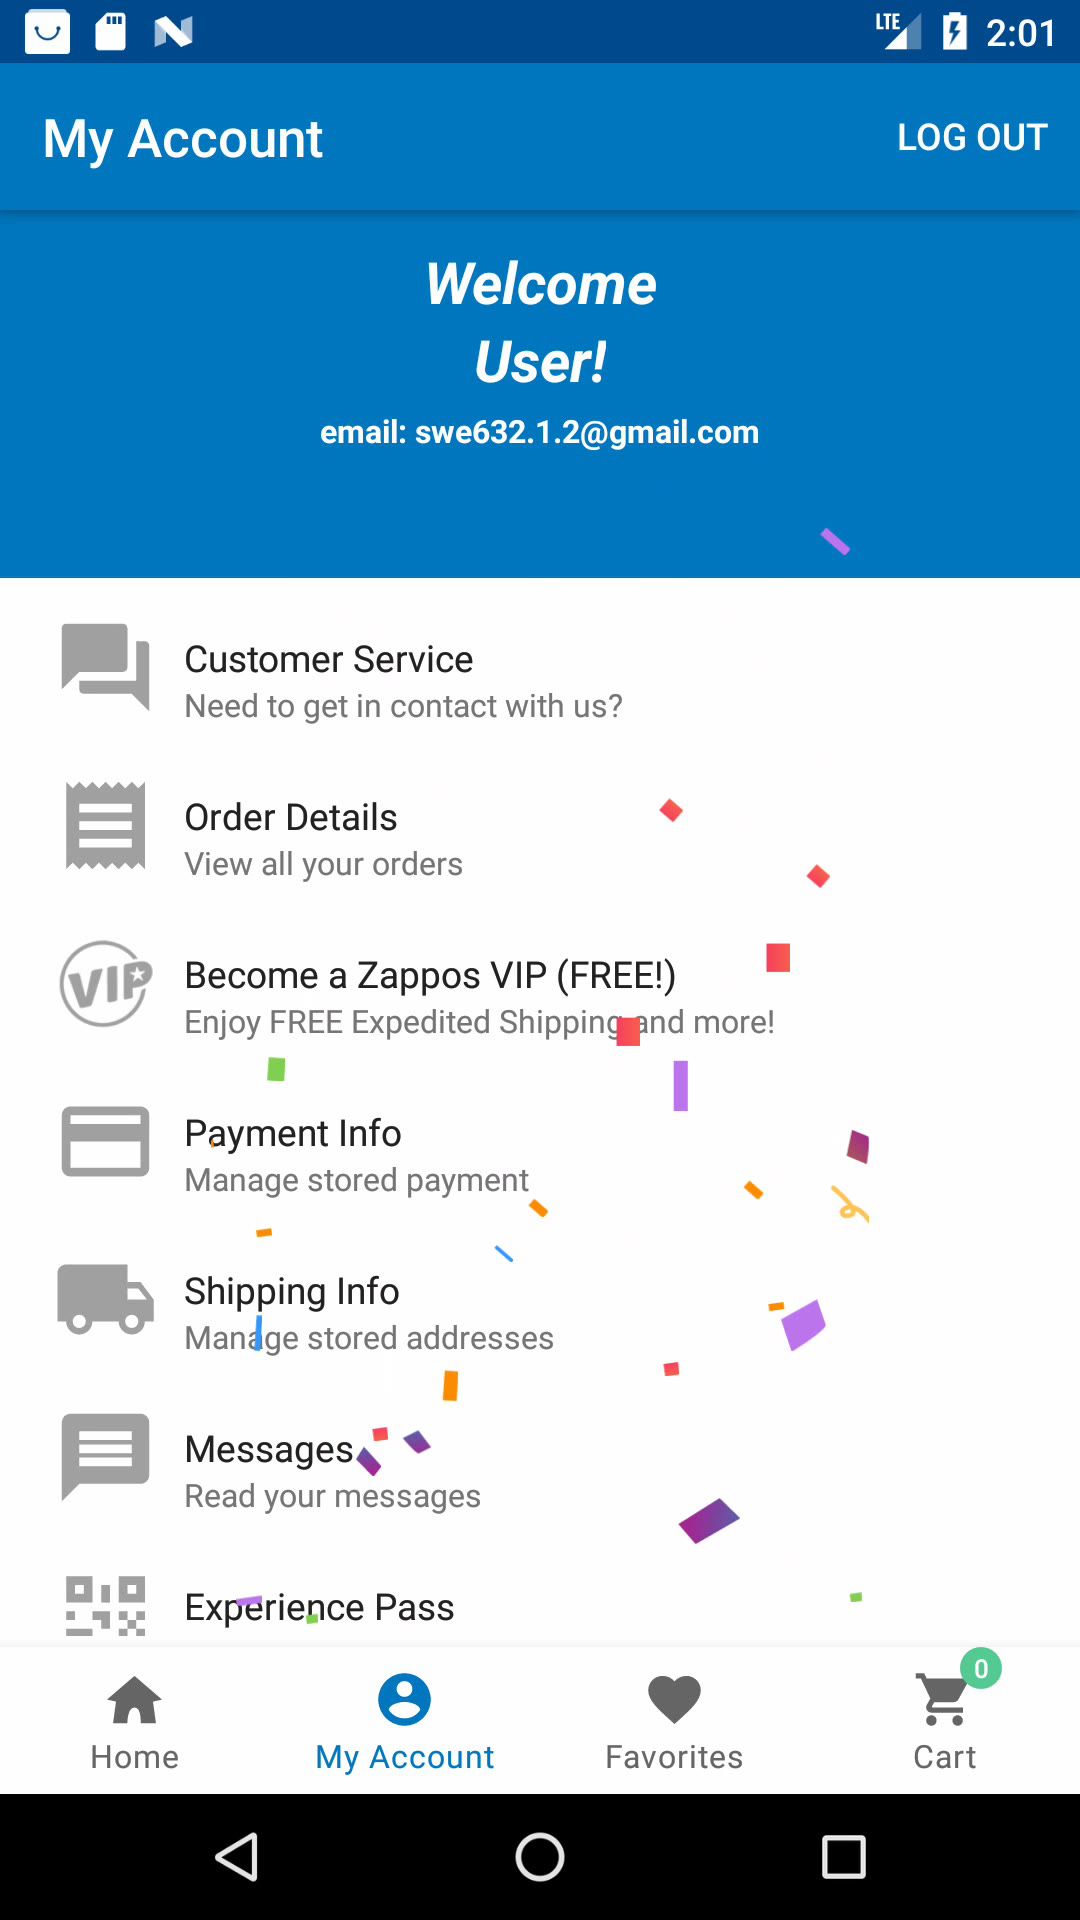 LTE 2:01
My Account LOG OUT
Welcome
User!
email: swe632.1.2@gmail.com
Customer Service
Need to get in contact with us?
Order Details
View all your orders
VIP
Become a Zappos VIP (FREE!)
Enjoy FREE Expedited Shipping and more!
Payment Info
Manage stored payment
Shipping Info
Manage stored addresses
Messages
Read your messages
Experience Pass
0
Home My Account Favorites Cart